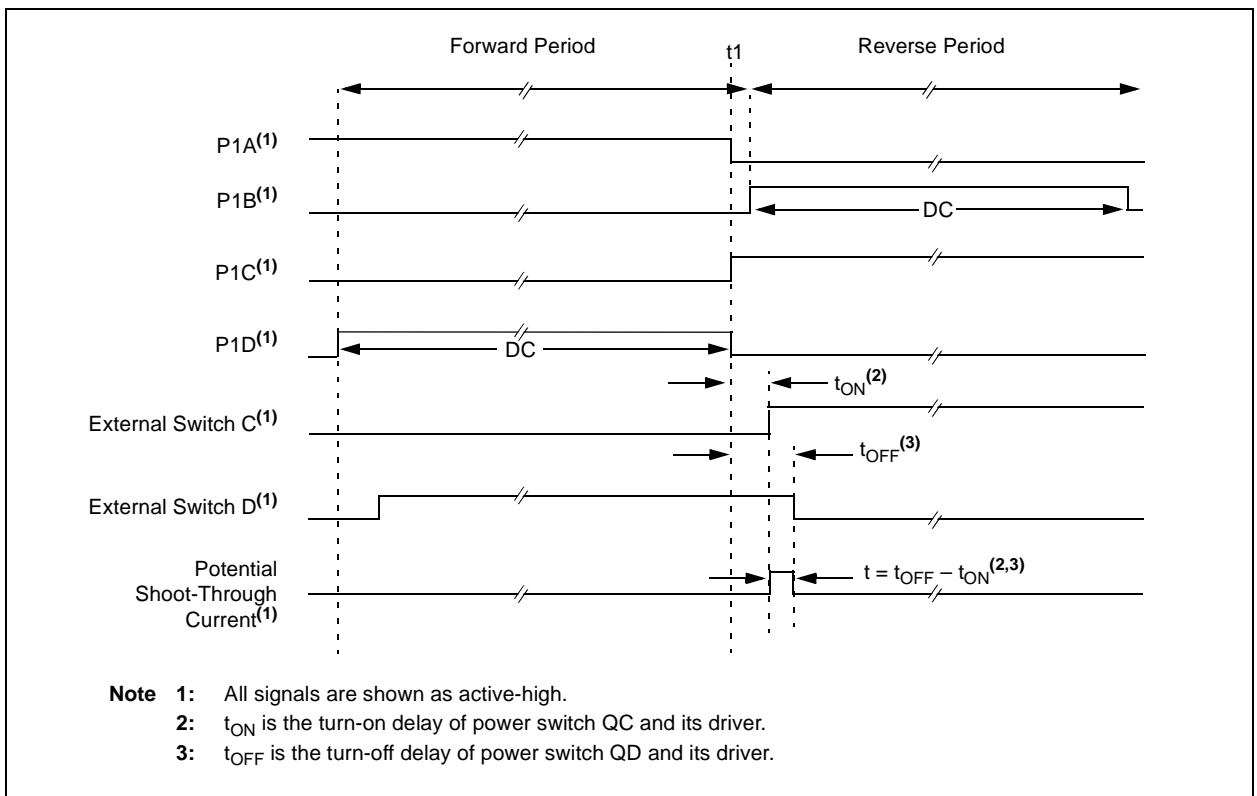 Forward Period
t1
Reverse Period
P1A(1)
P1B(1)
DC
P1C(1)
P1D(1)
DC
tON(2)
External Switch C(1)
tOFF(3)
External Switch D(1)
Potential
Shoot-Through
Current(1)
t = tOFF – tON(2,3)
Note 1: All signals are shown as active-high.
2: tON is the turn-on delay of power switch QC and its driver.
3: tOFF is the turn-off delay of power switch QD and its driver.